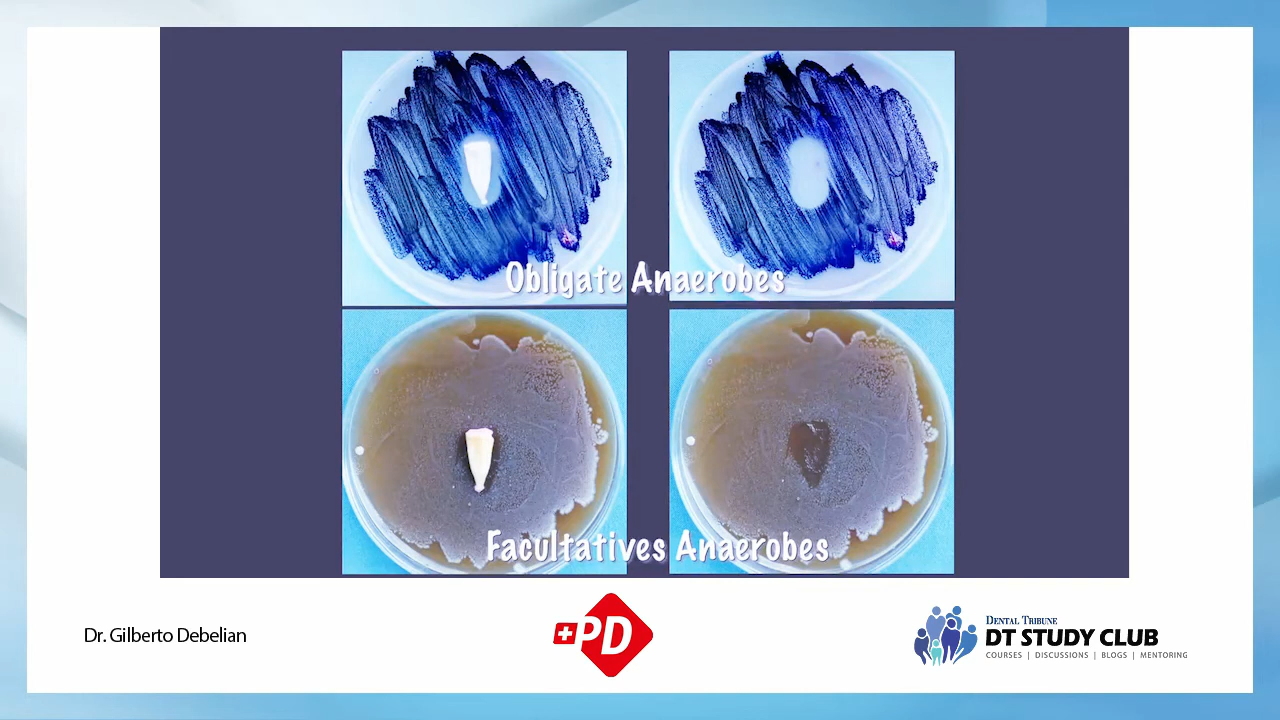 Obligate Anaerobes
Facultatives Anaerobes
Dr. Gilberto Debelian
PD
DENTAL TRIBUNE
DT STUDY CLUB
COURSES | DISCUSSIONS | BLOGS | MENTORING